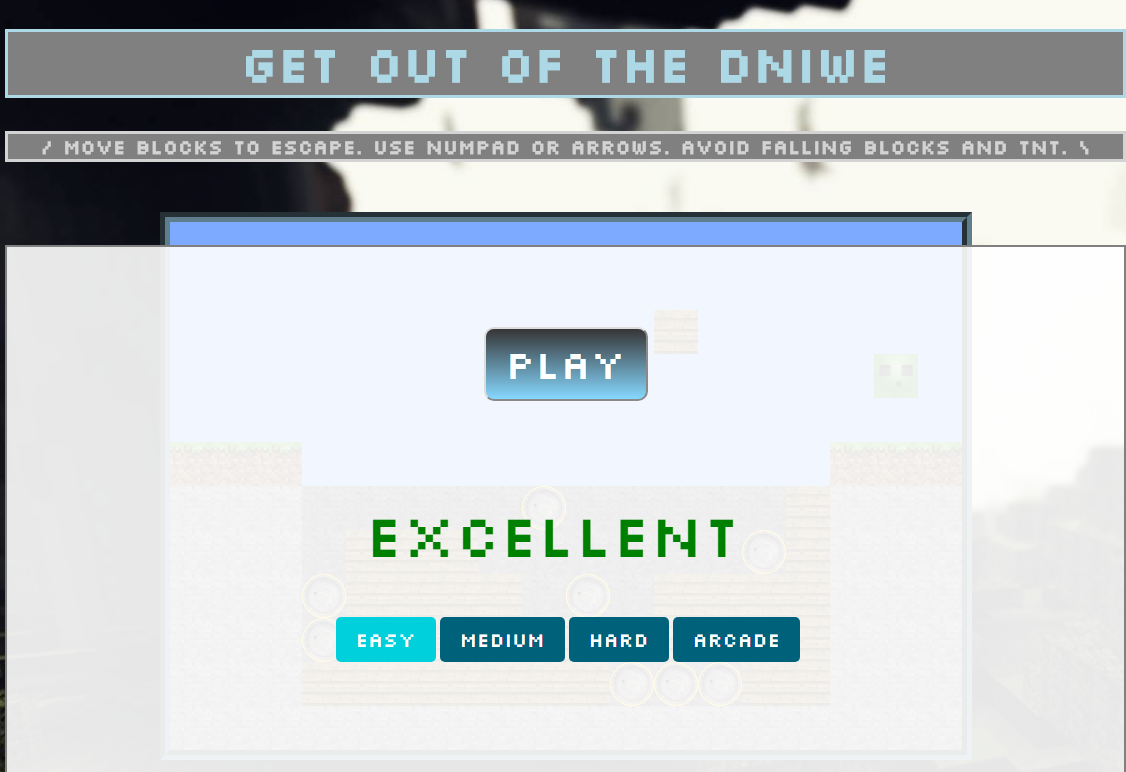 GET OUT OF THE DNIWE
/ MOVE BLOCKS TO ESCAPE. USE NUMPAD OR ARROWS. AVOID FALLING BLOCKS AND TNT. \
PLAY
EXCELLENT
EASY MEDIUM HARD ARCADE